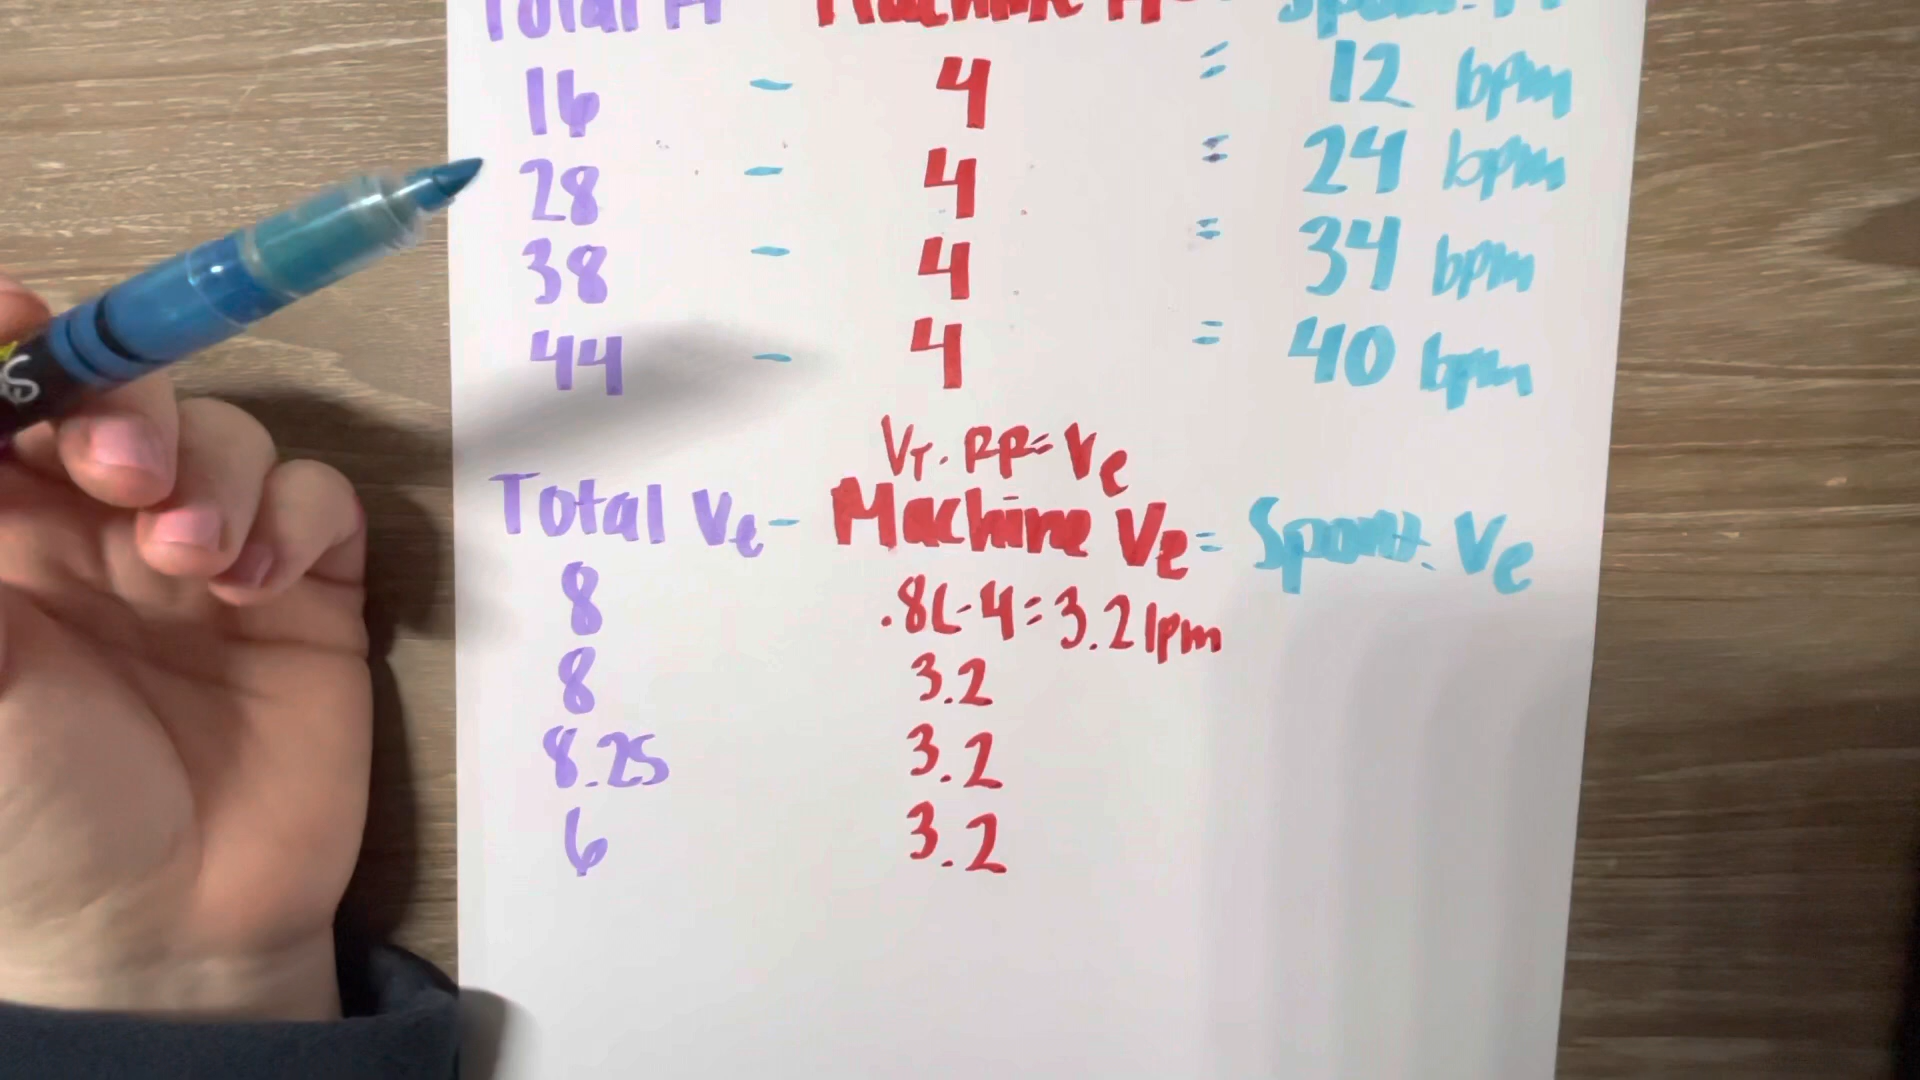 Total
16 - 4 = 12 bpm
28 - 4 = 24 bpm
38 - 4 = 34 bpm
44 - 4 = 40 bpm
VT · RR = Ve
Total Ve - Machine Ve = Spont. Ve
8 .8L · 4 = 3.2 lpm
8 3.2
8.25 3.2
6 3.2